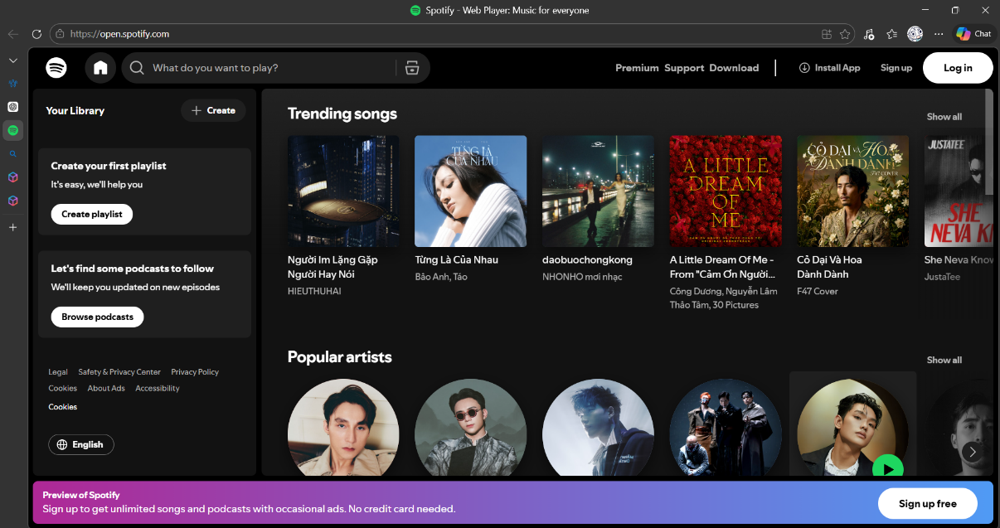 Spotify - Web Player: Music for everyone
https://open.spotify.com
Chat
What do you want to play?
Premium Support Download
Install App
Sign up
Log in
Your Library
Create
Create your first playlist
It's easy, we'll help you
Create playlist
Let's find some podcasts to follow
We'll keep you updated on new episodes
Browse podcasts
Legal Safety & Privacy Center Privacy Policy
Cookies About Ads Accessibility
Cookies
English
Trending songs
Show all
TỪNG LÀ
CỦA NHAU
A LITTLE
DREAM
OF
ME
CỎ DẠI VÀ HOA
DÀNH DÀNH
F47 COVER
JUSTATEE
SHE
NEVA K
Người Im Lặng Gặp
Người Hay Nói
HIEUTHUHAI
Từng Là Của Nhau
Bảo Anh, Táo
daobuochongkong
NHONHO mơi nhạc
A Little Dream Of Me -
From "Cảm Ơn Người...
Công Dương, Nguyễn Lâm
Thảo Tâm, 30 Pictures
Cỏ Dại Và Hoa
Dành Dành
F47 Cover
She Neva Know
JustaTee
Popular artists
Show all
Preview of Spotify
Sign up to get unlimited songs and podcasts with occasional ads. No credit card needed.
Sign up free